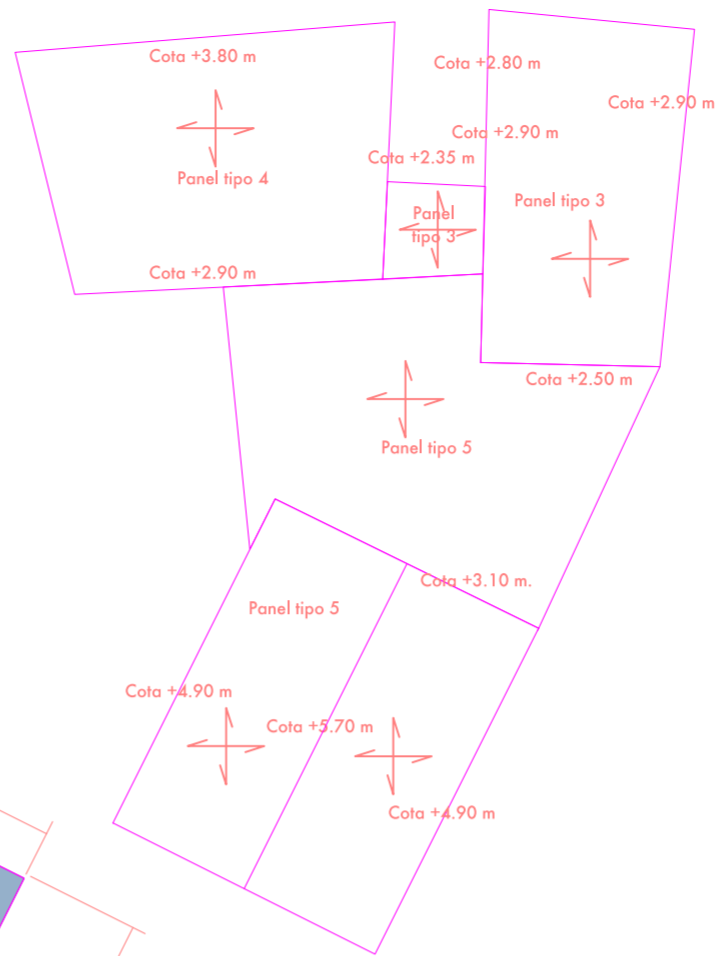 Cota +3.80 m
Cota +2.80 m
Cota +2.90 m
Cota +2.90 m
Cota +2.35 m
Panel tipo 4
Panel tipo 3
Panel
tipo 3
Cota +2.90 m
Cota +2.50 m
Panel tipo 5
Cota +3.10 m.
Panel tipo 5
Cota +4.90 m
Cota +5.70 m
Cota +4.90 m